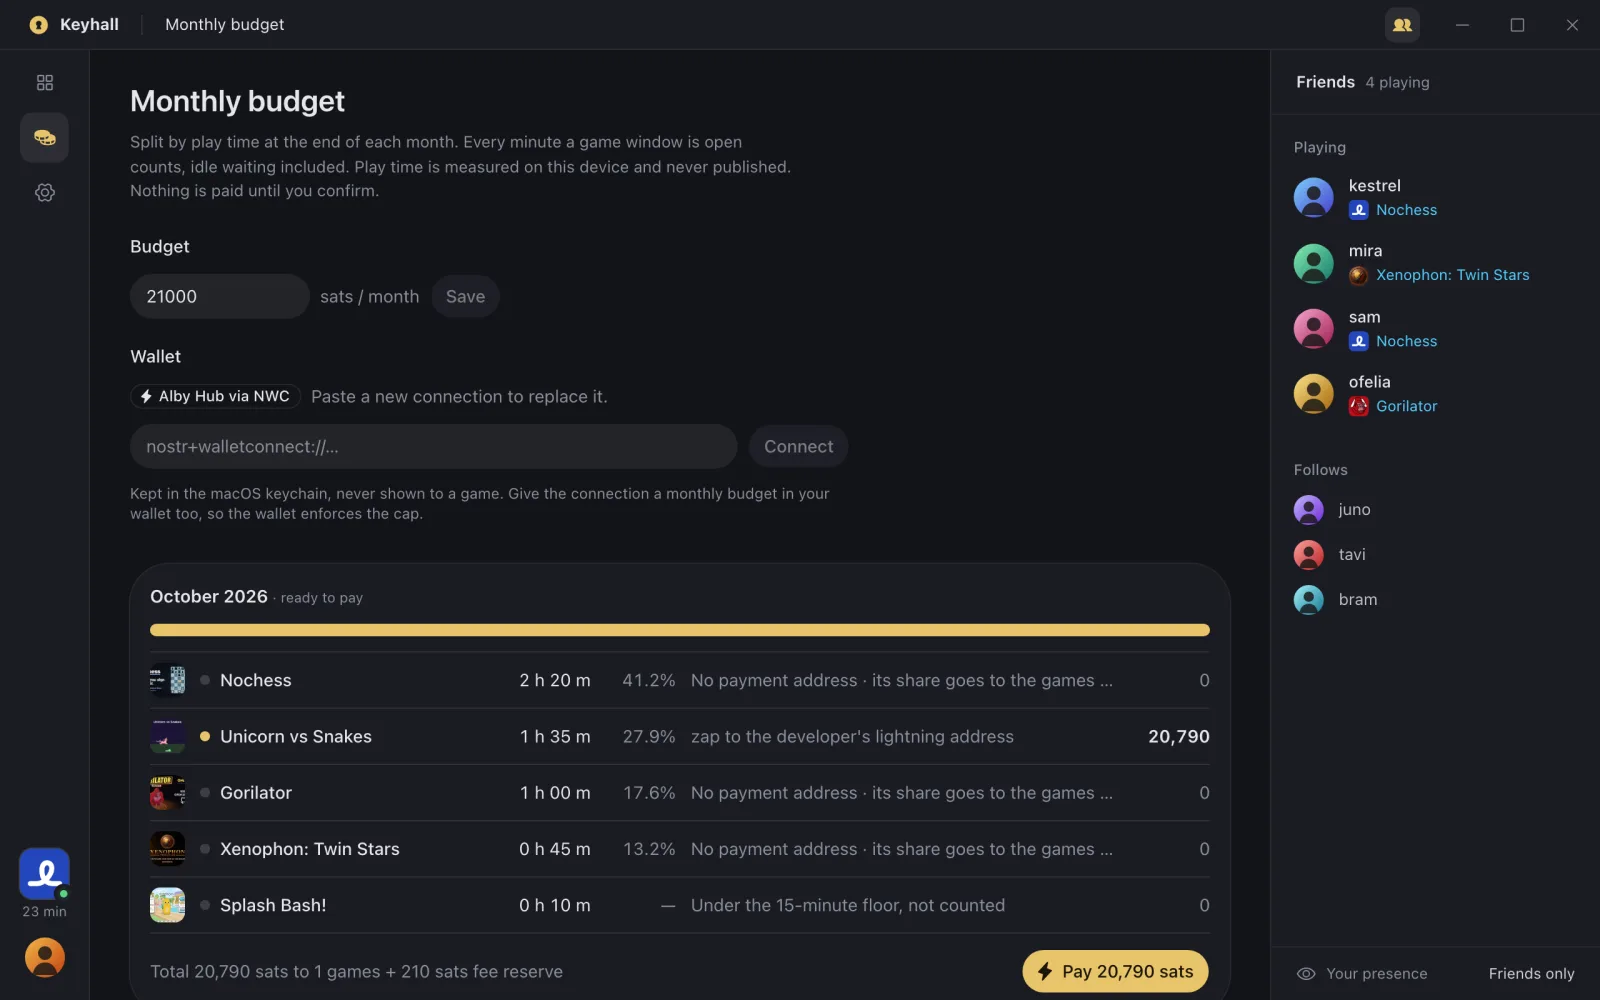 Keyhall
Monthly budget
Monthly budget
Split by play time at the end of each month. Every minute a game window is open
counts, idle waiting included. Play time is measured on this device and never published.
Nothing is paid until you confirm.
Budget
21000
sats / month
Save
Wallet
Alby Hub via NWC
Paste a new connection to replace it.
nostr+walletconnect://...
Connect
Kept in the macOS keychain, never shown to a game. Give the connection a monthly budget in your
wallet too, so the wallet enforces the cap.
October 2026 · ready to pay
Nochess 2 h 20 m 41.2% No payment address · its share goes to the games ... 0
Unicorn vs Snakes 1 h 35 m 27.9% zap to the developer's lightning address 20,790
Gorilator 1 h 00 m 17.6% No payment address · its share goes to the games ... 0
Xenophon: Twin Stars 0 h 45 m 13.2% No payment address · its share goes to the games ... 0
Splash Bash! 0 h 10 m — Under the 15-minute floor, not counted 0
Total 20,790 sats to 1 games + 210 sats fee reserve
Pay 20,790 sats
23 min
Friends 4 playing
Playing
kestrel
Nochess
mira
Xenophon: Twin Stars
sam
Nochess
ofelia
Gorilator
Follows
juno
tavi
bram
Your presence
Friends only